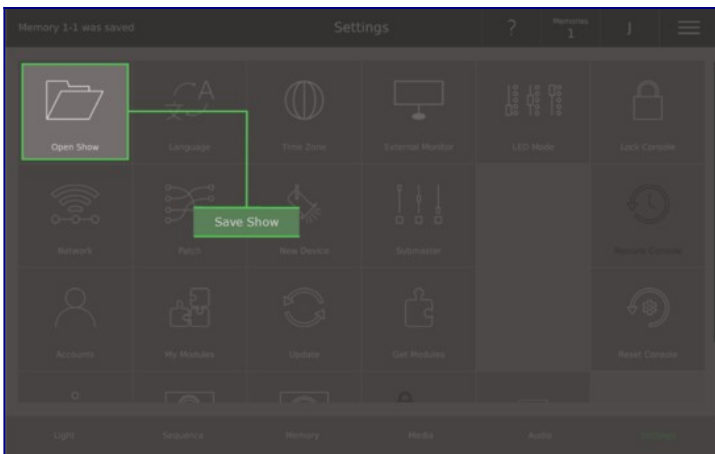 Memory 1-1 was saved
Settings
?
Memories
1
J
Open Show
Language
Time Zone
External Monitor
LED Mode
Lock Console
Save Show
Network
Patch
New Device
Submaster
Restore Console
Accounts
My Modules
Update
Get Modules
Reset Console
Light
Sequence
Memory
Media
Audio
Settings